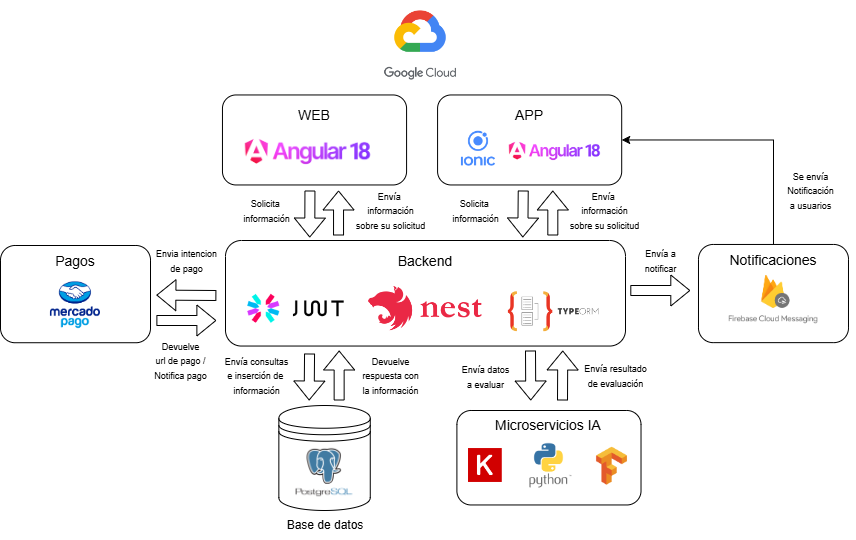 Google Cloud
WEB
Angular 18
APP
IONIC
Angular 18
Solicita
información
Envía
información
sobre su solicitud
Solicita
información
Envía
información
sobre su solicitud
Se envía
Notificación
a usuarios
Pagos
mercado
pago
Envia intencion
de pago
Devuelve
url de pago /
Notifica pago
Backend
JWT
nest
TYPEORM
Envía a
notificar
Notificaciones
Firebase Cloud Messaging
Envía consultas
e inserción de
información
Devuelve
respuesta con
la información
Envía datos
a evaluar
Envía resultado
de evaluación
PostgreSQL
Base de datos
Microservicios IA
K
python